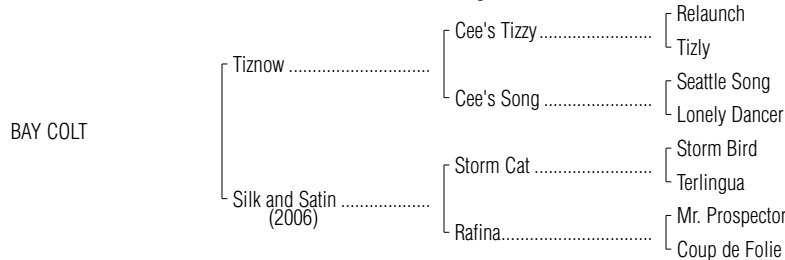 Relaunch
Cee's Tizzy........................
Tizly
Tiznow .............................
Seattle Song
Cee's Song .......................
Lonely Dancer
BAY COLT
Storm Bird
Storm Cat .........................
Terlingua
Silk and Satin ...................
(2006)
Mr. Prospector
Rafina................................
Coup de Folie